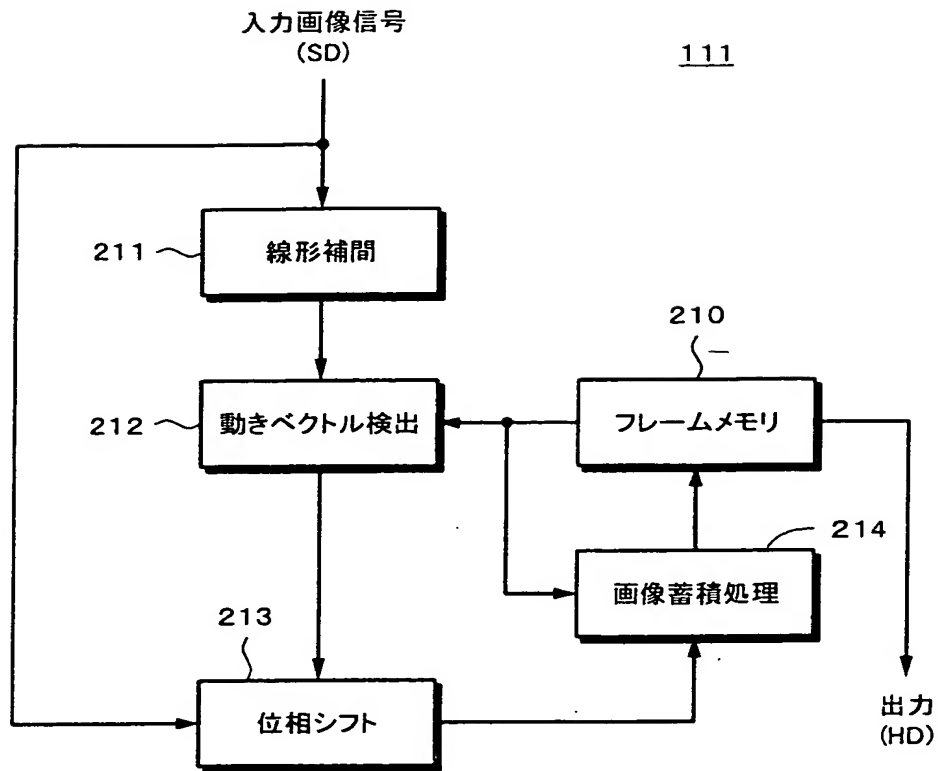 入力画像信号
(SD)
111
211
線形補間
210
212
動きベクトル検出
フレームメモリ
214
画像蓄積処理
213
位相シフト
出力
(HD)